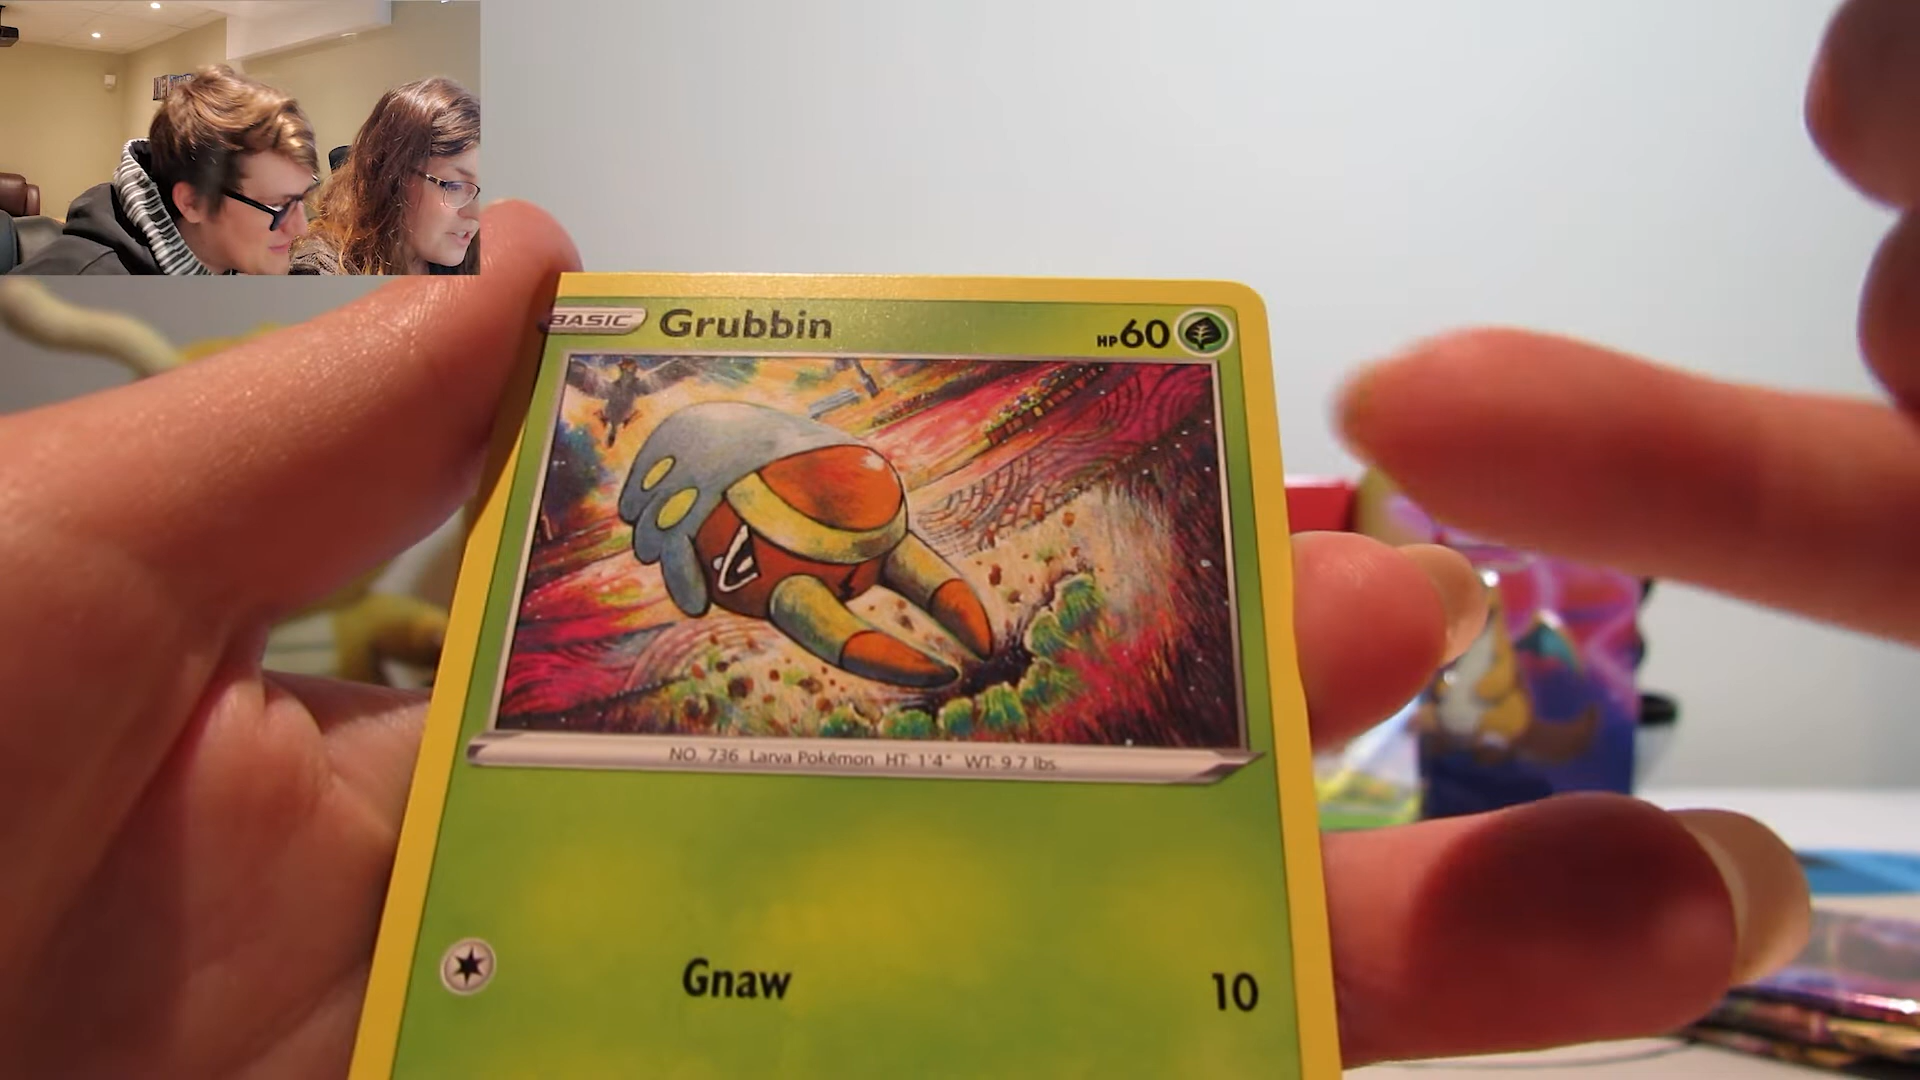 BASIC Grubbin HP60
NO. 736 Larva Pokémon HT: 1'4" WT: 9.7 lbs.
Gnaw 10